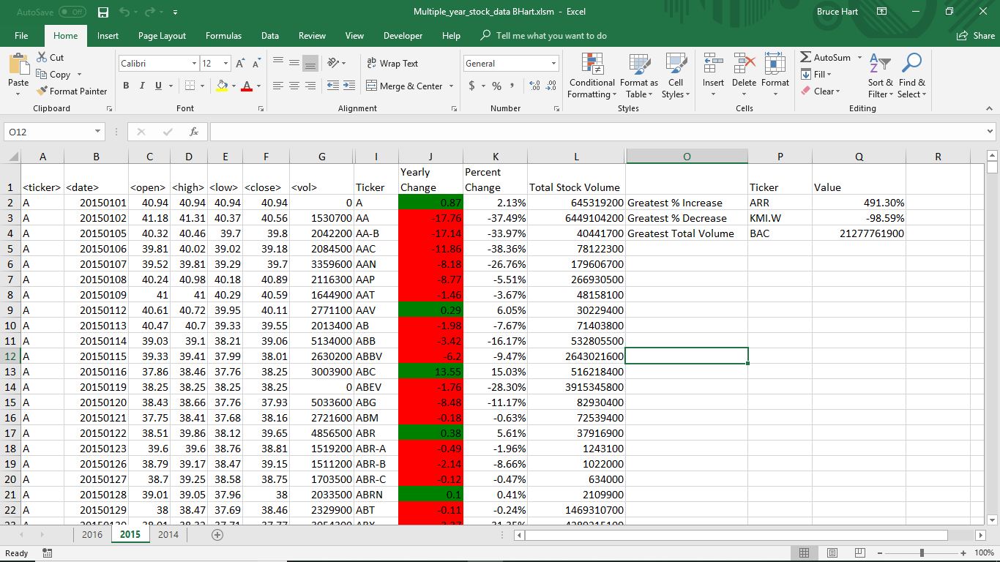 AutoSave Off Multiple_year_stock_data BHart.xlsm - Excel Bruce Hart
File Home Insert Page Layout Formulas Data Review View Developer Help Tell me what you want to do Share
Paste Cut Copy Format Painter Clipboard
Calibri 12 A A B I U A Font
ab Wrap Text Merge & Center Alignment
General $ % , Number
Conditional Formatting Format as Table Cell Styles Styles
Insert Delete Format Cells
AutoSum Fill Clear Sort & Filter Find & Select Editing
O12 fx
A B C D E F G I J K L O P Q R
1 <ticker> <date> <open> <high> <low> <close> <vol> Ticker Yearly Change Percent Change Total Stock Volume Ticker Value
2 A 20150101 40.94 40.94 40.94 40.94 0 A 0.87 2.13% 645319200 Greatest % Increase ARR 491.30%
3 A 20150102 41.18 41.31 40.37 40.56 1530700 AA -17.76 -37.49% 6449104200 Greatest % Decrease KMI.W -98.59%
4 A 20150105 40.32 40.46 39.7 39.8 2042200 AA-B -17.14 -33.97% 40441700 Greatest Total Volume BAC 21277761900
5 A 20150106 39.81 40.02 39.02 39.18 2084500 AAC -11.86 -38.36% 78122300
6 A 20150107 39.52 39.81 39.29 39.7 3359600 AAN -8.18 -26.76% 179606700
7 A 20150108 40.24 40.98 40.18 40.89 2116300 AAP -8.77 -5.51% 266930500
8 A 20150109 41 41 40.29 40.59 1644900 AAT -1.46 -3.67% 48158100
9 A 20150112 40.61 40.72 39.95 40.11 2771100 AAV 0.29 6.05% 30229400
10 A 20150113 40.47 40.7 39.33 39.55 2013400 AB -1.98 -7.67% 71403800
11 A 20150114 39.03 39.1 38.21 39.06 5134000 ABB -3.42 -16.17% 532805500
12 A 20150115 39.33 39.41 37.99 38.01 2630200 ABBV -6.2 -9.47% 2643021600
13 A 20150116 37.86 38.46 37.76 38.25 3003900 ABC 13.55 15.03% 516218400
14 A 20150119 38.25 38.25 38.25 38.25 0 ABEV -1.76 -28.30% 3915345800
15 A 20150120 38.43 38.66 37.76 37.93 5033600 ABG -8.48 -11.17% 82930400
16 A 20150121 37.75 38.41 37.68 38.16 2721600 ABM -0.18 -0.63% 72539400
17 A 20150122 38.51 39.86 38.12 39.65 4856500 ABR 0.38 5.61% 37916900
18 A 20150123 39.6 39.6 38.76 38.81 1519200 ABR-A -0.49 -1.96% 1243100
19 A 20150126 38.79 39.17 38.47 39.15 1511200 ABR-B -2.14 -8.66% 1022000
20 A 20150127 38.7 39.25 38.58 38.75 1703500 ABR-C -0.12 -0.47% 634000
21 A 20150128 39.01 39.05 37.96 38 2033500 ABRN 0.1 0.41% 2109900
22 A 20150129 38 38.47 37.69 38.46 2329900 ABT -0.11 -0.24% 1469310700
2016 2015 2014
Ready 100%